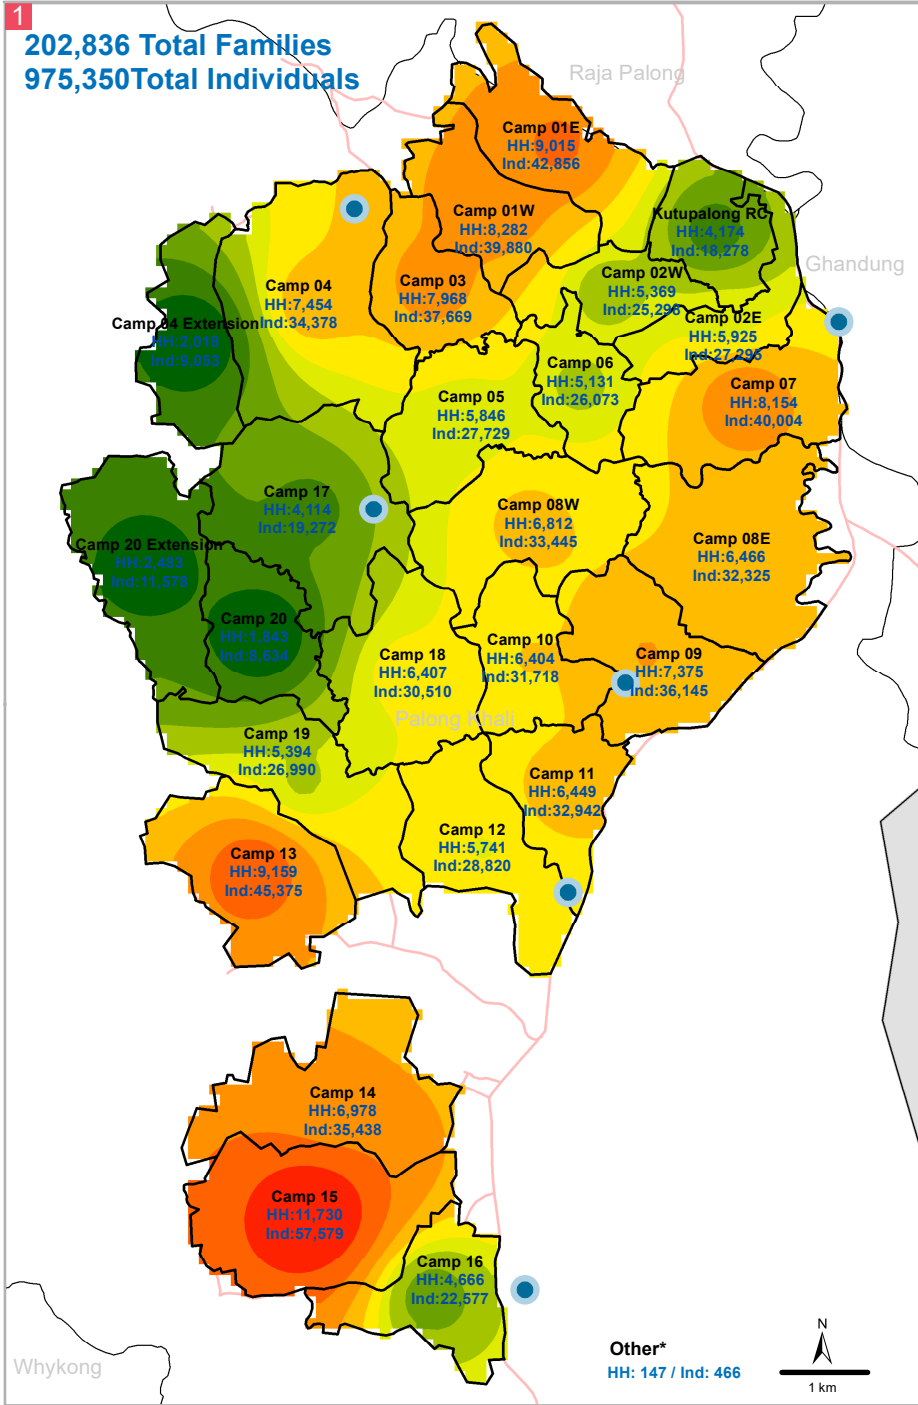 1
202,836 Total Families
975,350Total Individuals
Raja Palong
Camp 01E
HH:9,015
Ind:42,856
Camp 01W
HH:8,282
Ind:39,880
Kutupalong RC
HH:4,174
Ind:18,278
Ghandung
Camp 04
HH:7,454
Ind:34,378
Camp 03
HH:7,968
Ind:37,669
Camp 02W
HH:5,369
Ind:25,298
Camp 02E
HH:5,925
Ind:27,295
Camp 04 Extension
HH:2,018
Ind:9,053
Camp 06
HH:5,131
Ind:26,073
Camp 07
HH:8,154
Ind:40,004
Camp 05
HH:5,846
Ind:27,729
Camp 17
HH:4,114
Ind:19,272
Camp 08W
HH:6,812
Ind:33,445
Camp 08E
HH:6,466
Ind:32,325
Camp 20 Extension
HH:2,483
Ind:11,578
Camp 20
HH:1,843
Ind:8,634
Camp 18
HH:6,407
Ind:30,510
Camp 10
HH:6,404
Ind:31,718
Camp 09
HH:7,375
Ind:36,145
Palong Khali
Camp 19
HH:5,394
Ind:26,990
Camp 11
HH:6,449
Ind:32,942
Camp 12
HH:5,741
Ind:28,820
Camp 13
HH:9,159
Ind:45,375
Camp 14
HH:6,978
Ind:35,438
Camp 15
HH:11,730
Ind:57,579
Camp 16
HH:4,666
Ind:22,577
Whykong
Other*
HH: 147 / Ind: 466
N
1 km